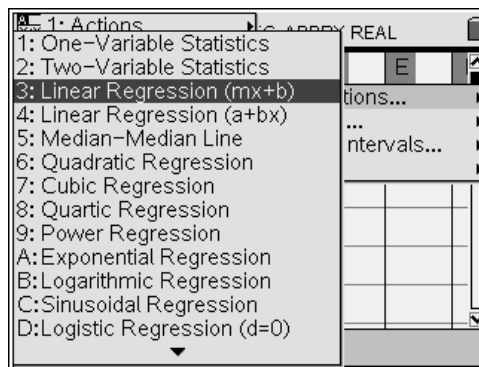 1: Actions
REAL
1: One-Variable Statistics
2: Two-Variable Statistics
E
3: Linear Regression (mx+b)
tions...
4: Linear Regression (a+bx)
...
5: Median-Median Line
ntervals...
6: Quadratic Regression
7: Cubic Regression
8: Quartic Regression
9: Power Regression
A:Exponential Regression
B:Logarithmic Regression
C:Sinusoidal Regression
D:Logistic Regression (d=0)